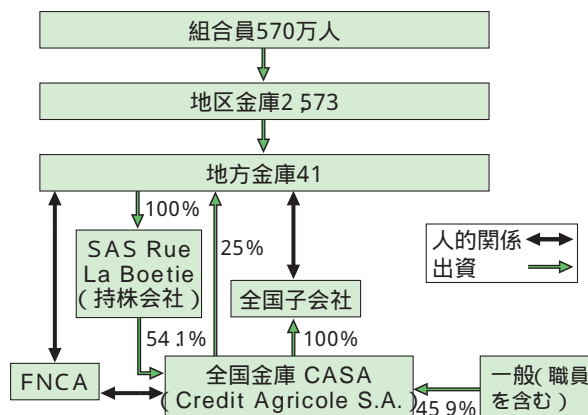 組合員570万人
地区金庫2,573
地方金庫41
100%
25%
SAS Rue
La Boetie
(持株会社)
全国子会社
人的関係
出資
54.1%
100%
FNCA
全国金庫 CASA
(Credit Agricole S.A.)
45.9%
一般(職員
を含む)